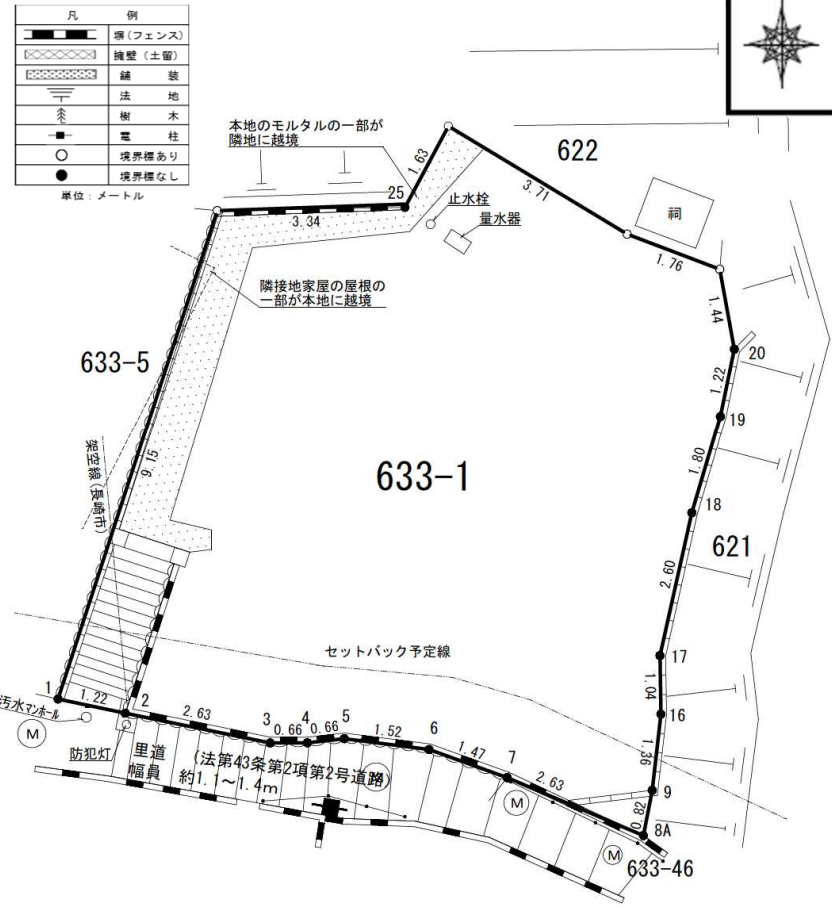 凡 例
塀(フェンス)
擁壁（土留）
舗 装
法 地
樹 木
電 柱
境界標あり
境界標なし
単位：メートル
本地のモルタルの一部が
隣地に越境
622
1.63
3.71
25
3.34
止水栓
量水器
祠
1.76
隣接地家屋の屋根の
一部が本地に越境
1.44
633-5
20
1.22
19
9.15
架空線(長崎市)
633-1
1.80
18
621
2.60
セットバック予定線
17
1.04
16
1.36
1
1.22
2
2.63
3
0.66
4
0.66
5
1.52
6
1.47
7
2.63
9
0.82
8A
汚水マンホール
M
防犯灯
里道
幅員
(法第43条第2項第2号道路)
約1.1～1.4m
M
M
633-46